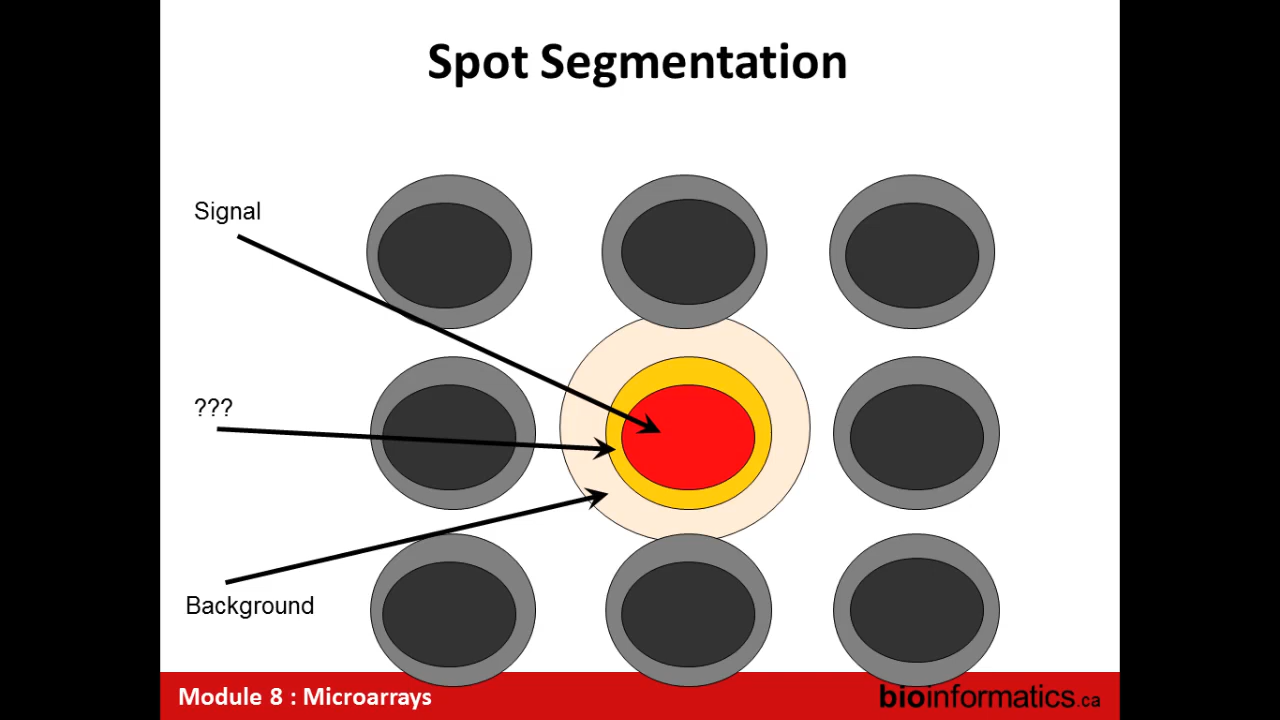 Spot Segmentation
Signal
???
Background
Module 8 : Microarrays
bioinformatics.ca